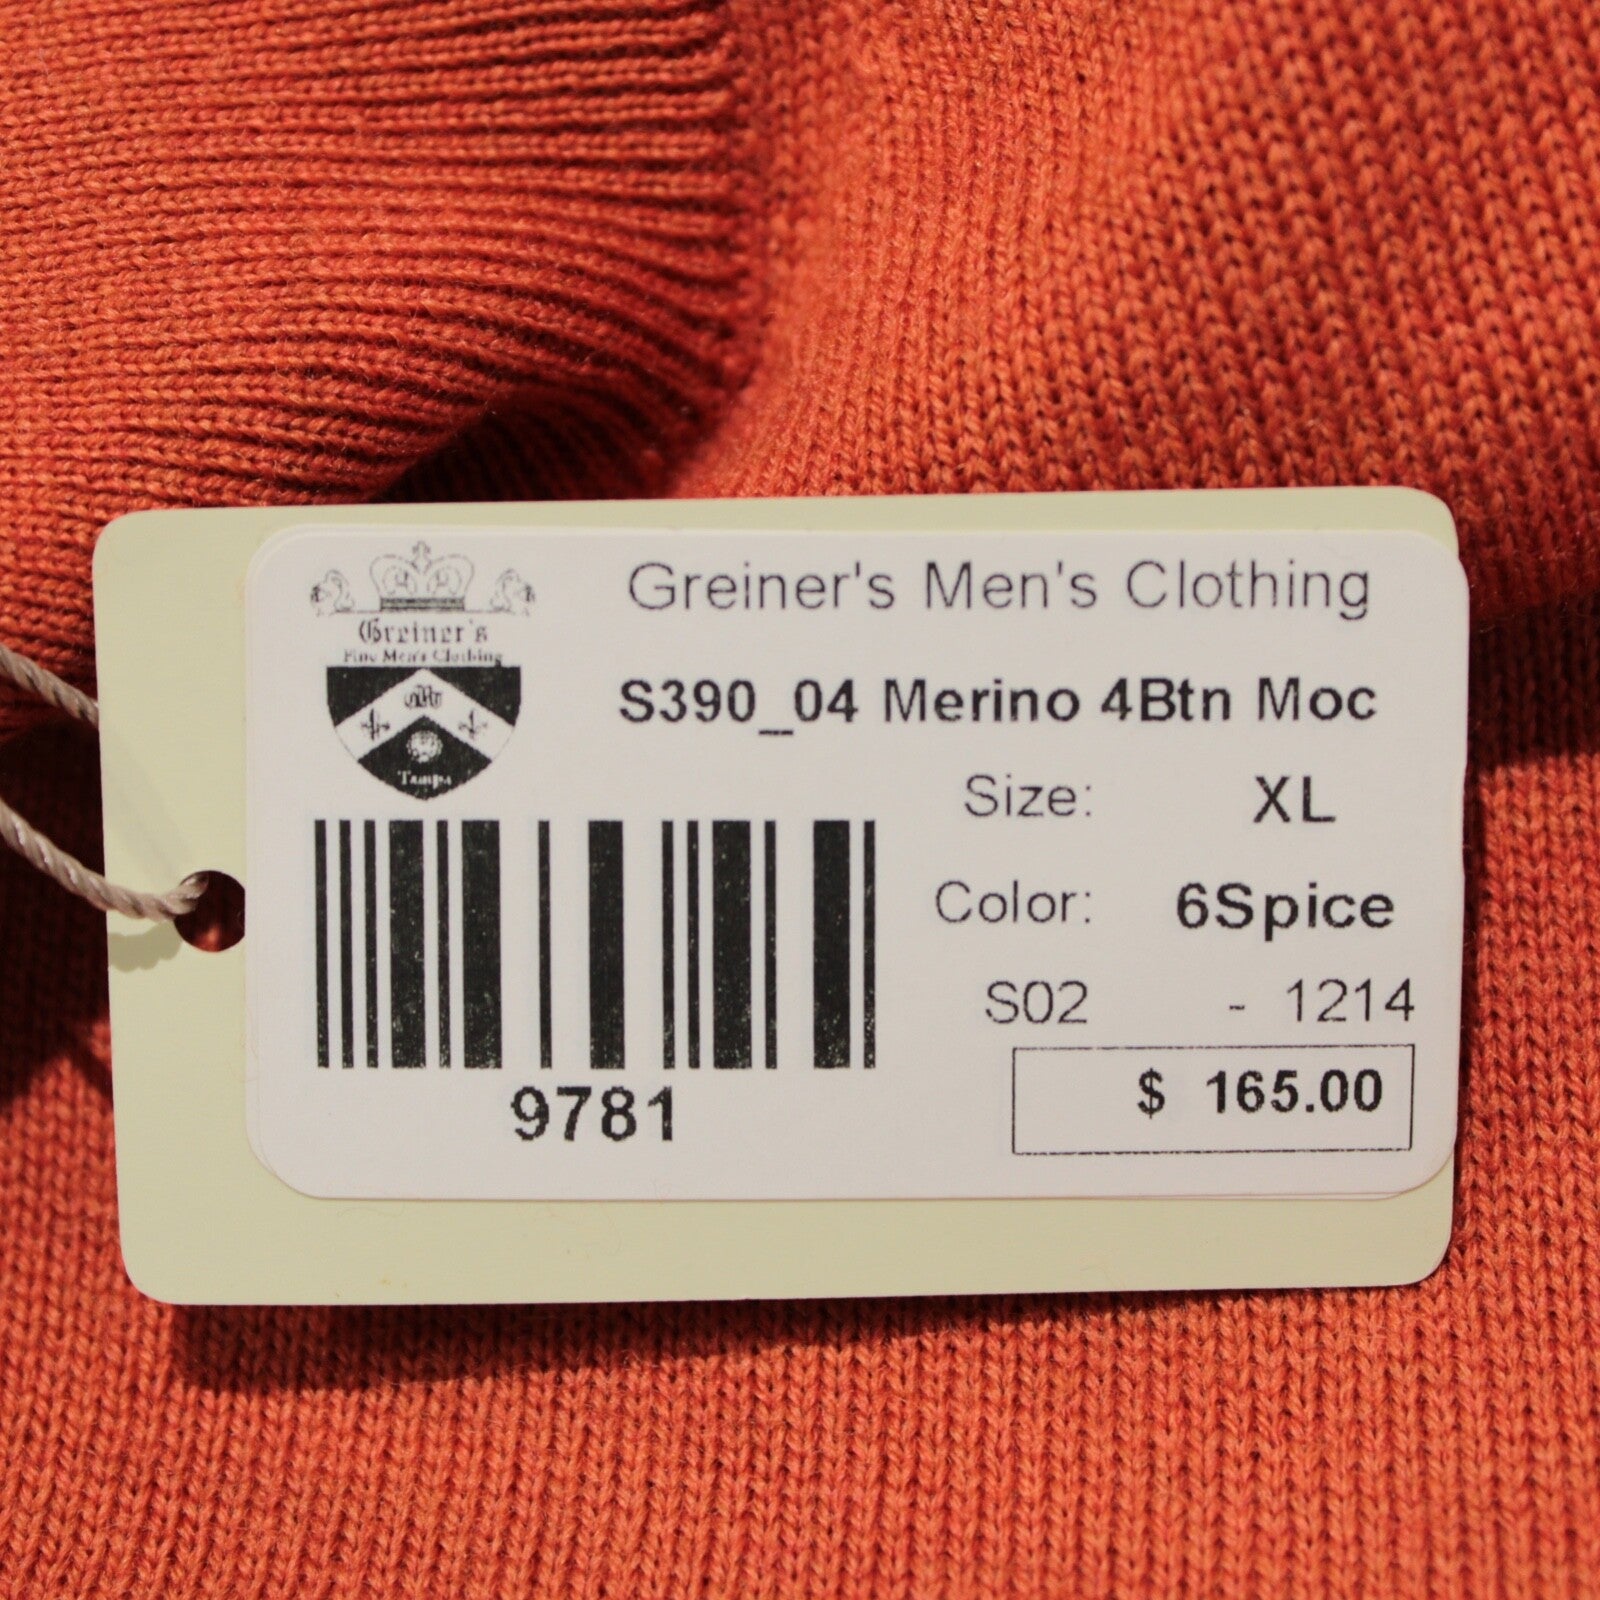 Greiner's
Fine Men's Clothing
Tampa
Greiner's Men's Clothing
S390_04 Merino 4Btn Moc
Size: XL
Color: 6Spice
S02 - 1214
$ 165.00
9781